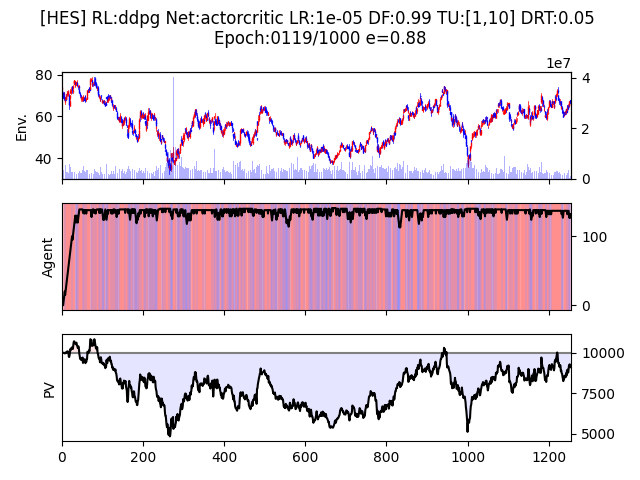 [HES] RL:ddpg Net:actorcritic LR:1e-05 DF:0.99 TU:[1,10] DRT:0.05
Epoch:0119/1000 e=0.88
1e7
80
60
40
Env.
4
2
0
Agent
100
0
PV
10000
7500
5000
0 200 400 600 800 1000 1200